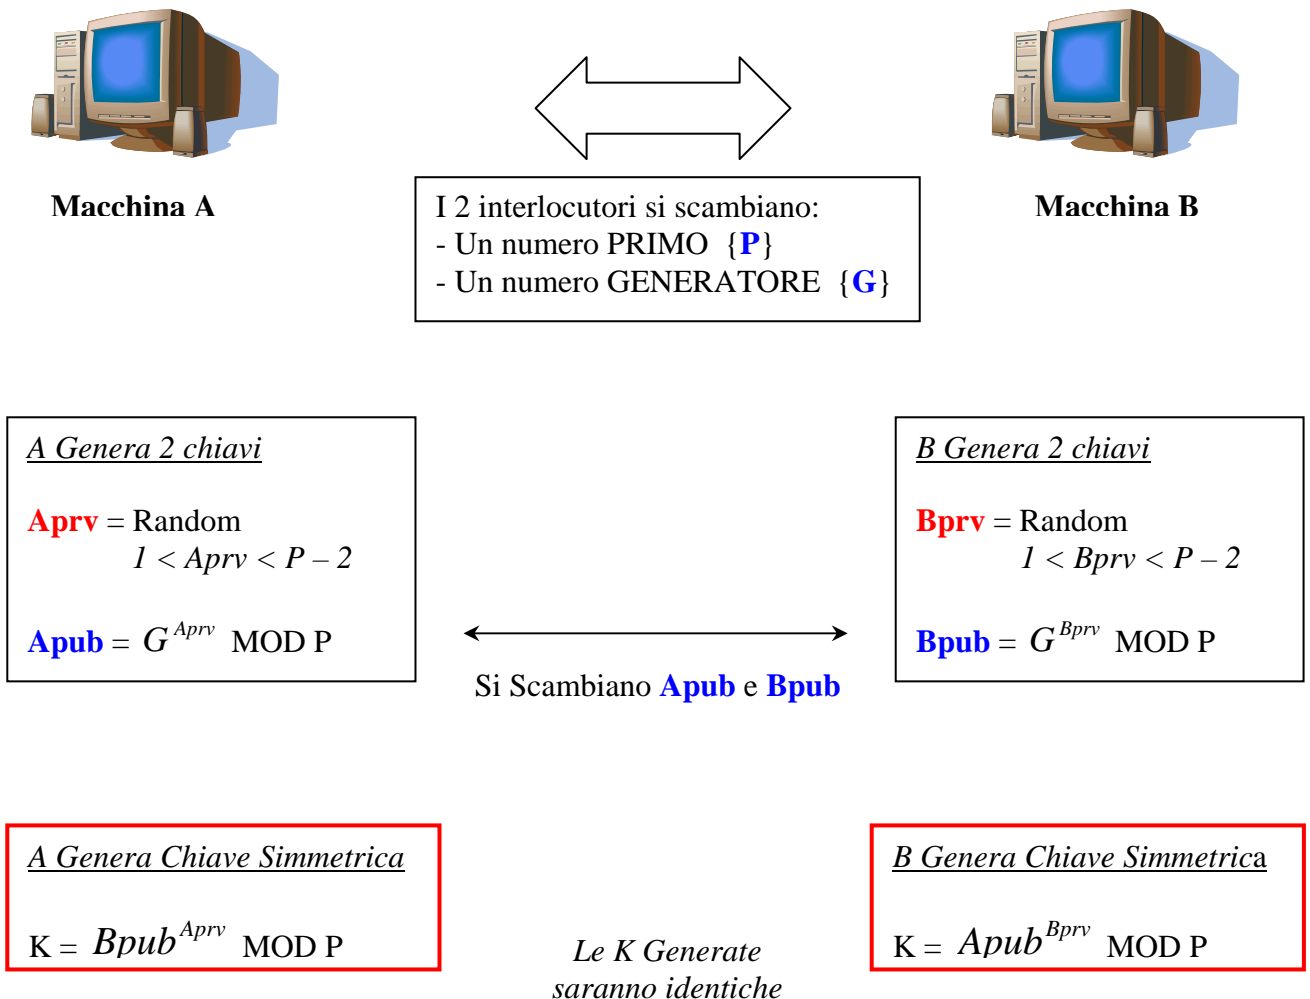 Macchina A
Macchina B
I 2 interlocutori si scambiano:
- Un numero PRIMO {P}
- Un numero GENERATORE {G}
A Genera 2 chiavi
Aprv = Random
1 < Aprv < P – 2
Apub = G^Aprv MOD P
B Genera 2 chiavi
Bprv = Random
1 < Bprv < P – 2
Bpub = G^Bprv MOD P
Si Scambiano Apub e Bpub
A Genera Chiave Simmetrica
K = Bpub^Aprv MOD P
B Genera Chiave Simmetrica
K = Apub^Bprv MOD P
Le K Generate
saranno identiche